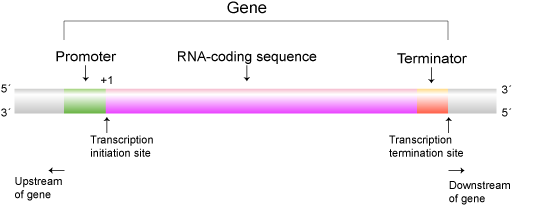 Gene
Promoter
RNA-coding sequence
Terminator
+1
5´
3´
3´
5´
Transcription
initiation site
Transcription
termination site
Upstream
of gene
Downstream
of gene